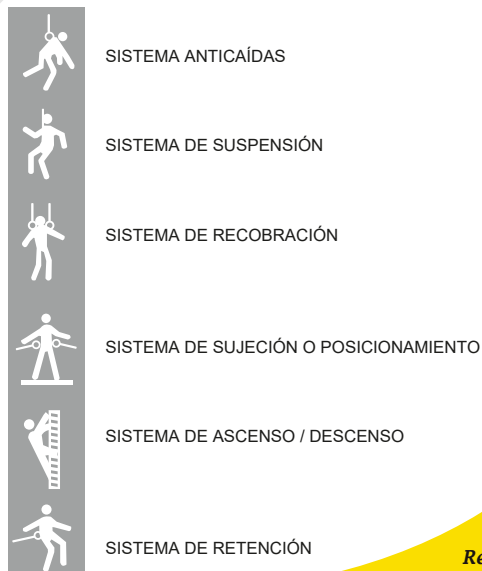 SISTEMA ANTICAÍDAS
SISTEMA DE SUSPENSIÓN
SISTEMA DE RECOBRACIÓN
SISTEMA DE SUJECIÓN O POSICIONAMIENTO
SISTEMA DE ASCENSO / DESCENSO
SISTEMA DE RETENCIÓN